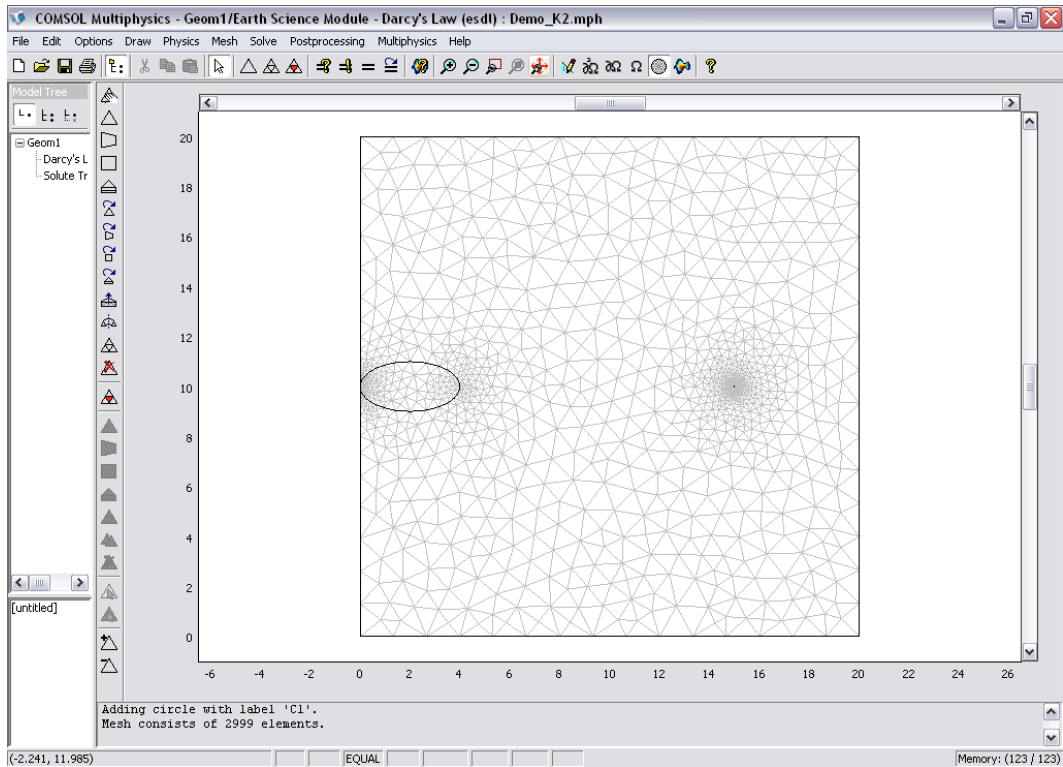 COMSOL Multiphysics - Geom1/Earth Science Module - Darcy's Law (esdl) : Demo_K2.mph
File Edit Options Draw Physics Mesh Solve Postprocessing Multiphysics Help
Model Tree
Geom1
Darcy's L
Solute Tr
[untitled]
20
18
16
14
12
10
8
6
4
2
0
-6 -4 -2 0 2 4 6 8 10 12 14 16 18 20 22 24 26
Adding circle with label 'C1'.
Mesh consists of 2999 elements.
(-2.241, 11.985) EQUAL Memory: (123 / 123)